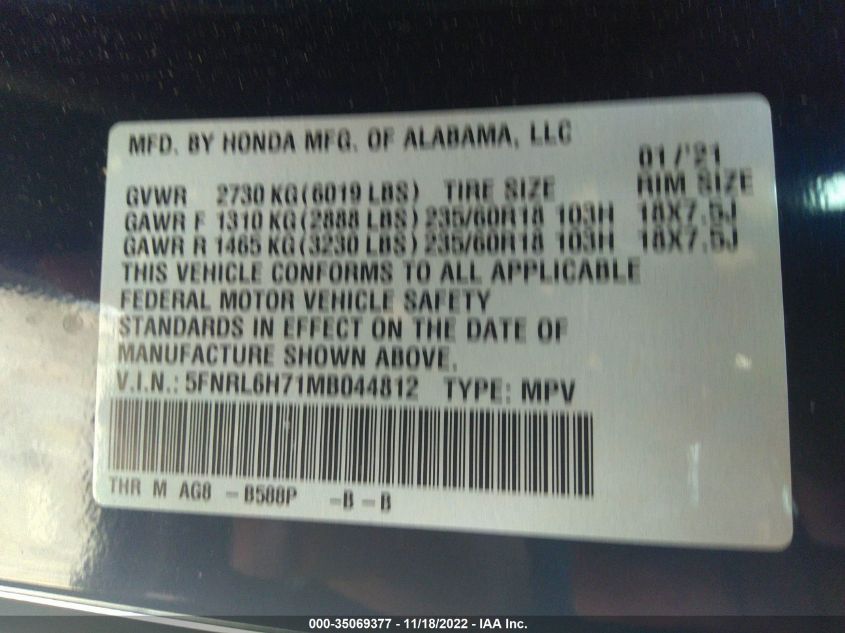 MFD. BY HONDA MFG. OF ALABAMA, LLC
01/'21
GVWR 2730 KG(6019 LBS) TIRE SIZE RIM SIZE
GAWR F 1310 KG(2888 LBS) 235/60R18 103H 18X7.5J
GAWR R 1465 KG(3230 LBS) 235/60R18 103H 18X7.5J
THIS VEHICLE CONFORMS TO ALL APPLICABLE
FEDERAL MOTOR VEHICLE SAFETY
STANDARDS IN EFFECT ON THE DATE OF
MANUFACTURE SHOWN ABOVE.
V.I.N.: 5FNRL6H71MB044812 TYPE: MPV
THR M AG8 -B588P -B-B
000-35069377 - 11/18/2022 - IAA Inc.